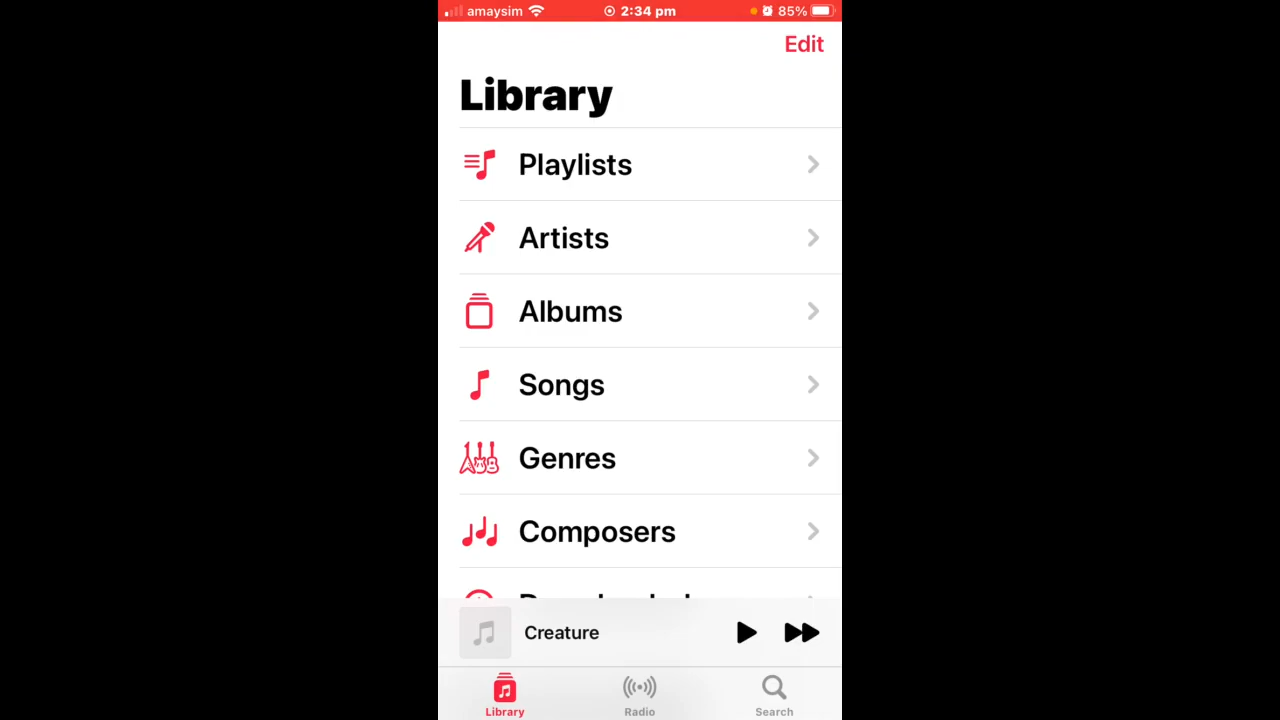 amaysim 2:34 pm 85%
Edit
Library
Playlists
Artists
Albums
Songs
Genres
Composers
Creature
Library Radio Search